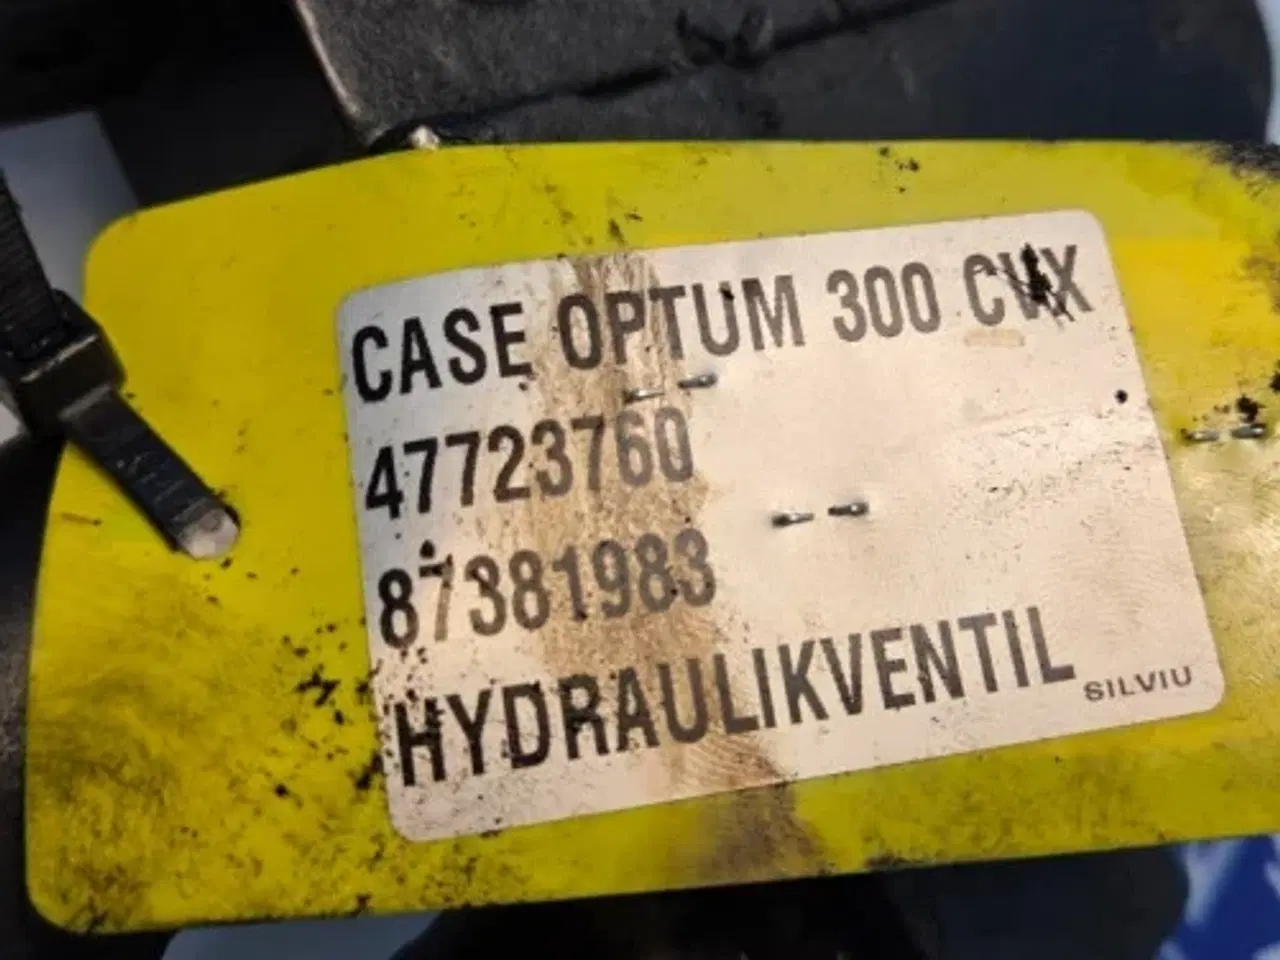 CASE OPTUM 300 CVX
47723760
87381983
HYDRAULIKVENTIL
SILVIU